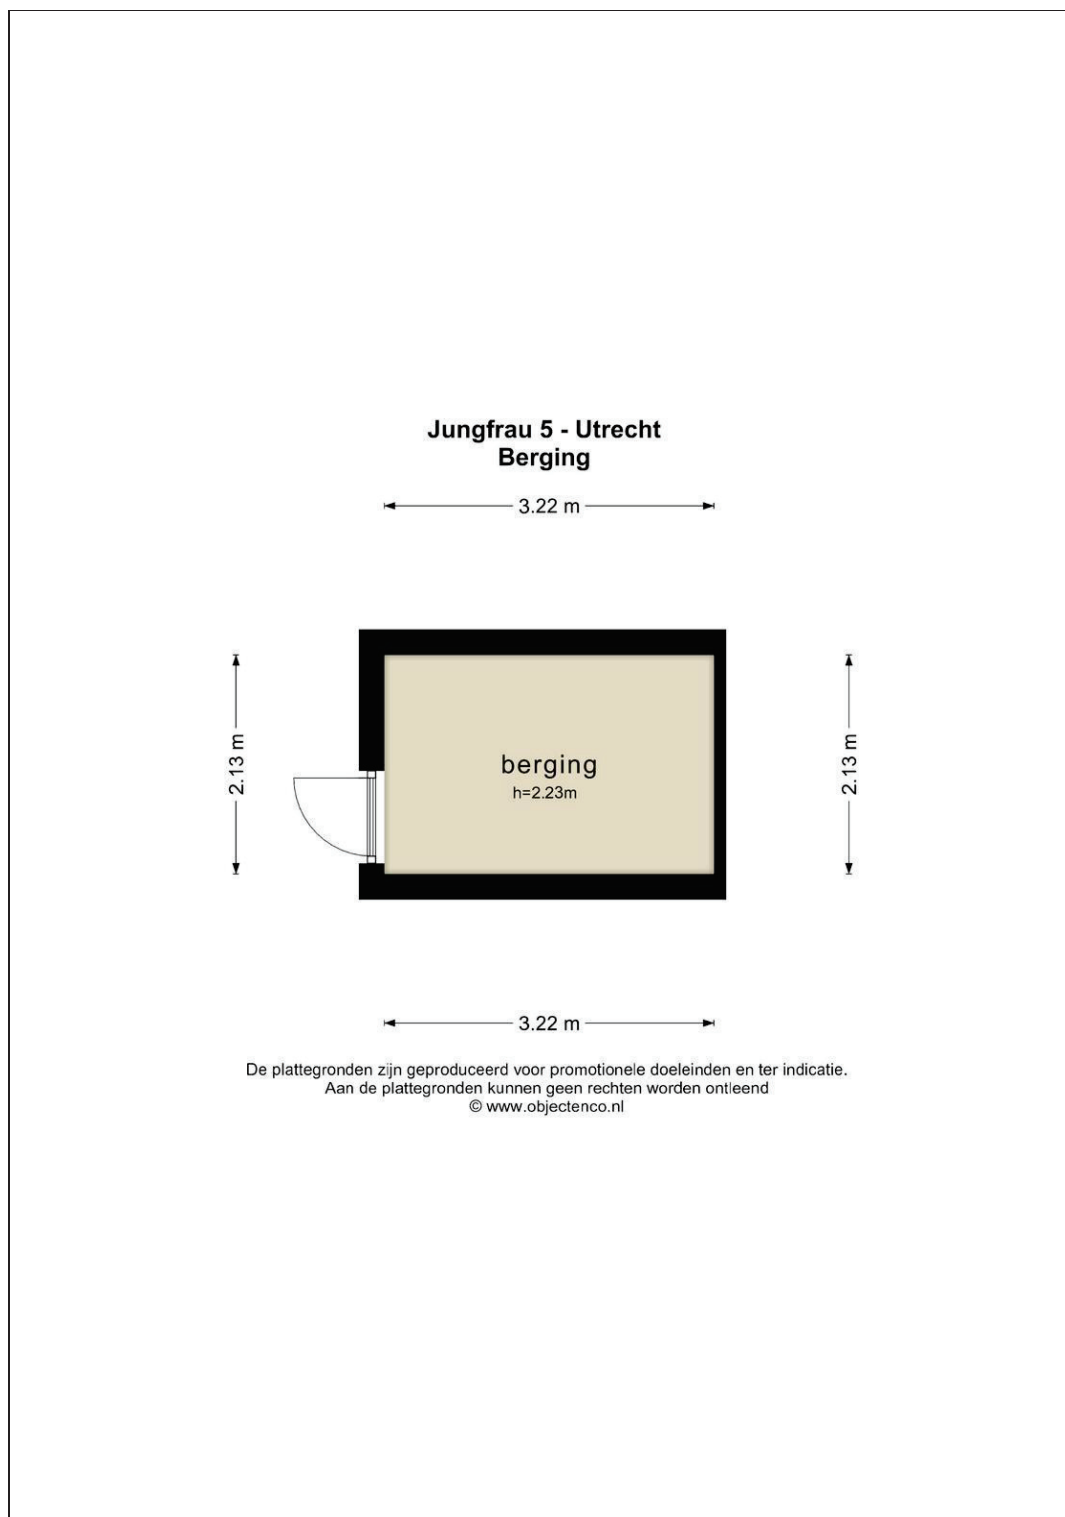 Jungfrau 5 - Utrecht
Berging
3.22 m
2.13 m
2.13 m
berging
h=2.23m
3.22 m
De plattegronden zijn geproduceerd voor promotionele doeleinden en ter indicatie.
Aan de plattegronden kunnen geen rechten worden ontleend
© www.objectenco.nl